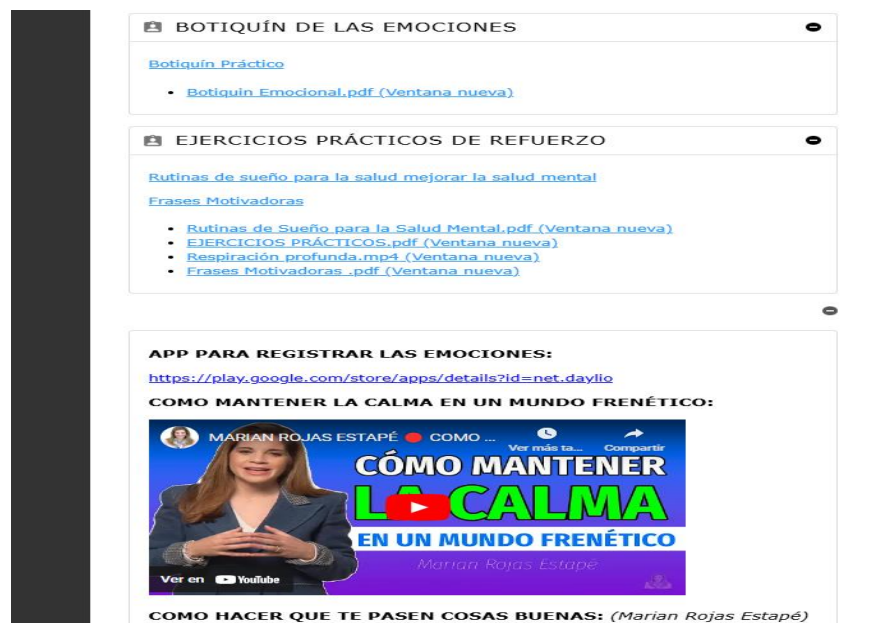 BOTIQUÍN DE LAS EMOCIONES
Botiquín Práctico
Botiquin Emocional.pdf (Ventana nueva)
EJERCICIOS PRÁCTICOS DE REFUERZO
Rutinas de sueño para la salud mejorar la salud mental
Frases Motivadoras
Rutinas de Sueño para la Salud Mental.pdf (Ventana nueva)
EJERCICIOS PRÁCTICOS.pdf (Ventana nueva)
Respiración profunda.mp4 (Ventana nueva)
Frases Motivadoras .pdf (Ventana nueva)
APP PARA REGISTRAR LAS EMOCIONES:
https://play.google.com/store/apps/details?id=net.daylio
COMO MANTENER LA CALMA EN UN MUNDO FRENÉTICO:
MARIAN ROJAS ESTAPÉ 🔴 COMO ...
Ver más ta... Compartir
CÓMO MANTENER
LA CALMA
EN UN MUNDO FRENÉTICO
Marian Rojas Estapé
Ver en YouTube
COMO HACER QUE TE PASEN COSAS BUENAS: (Marian Rojas Estapé)